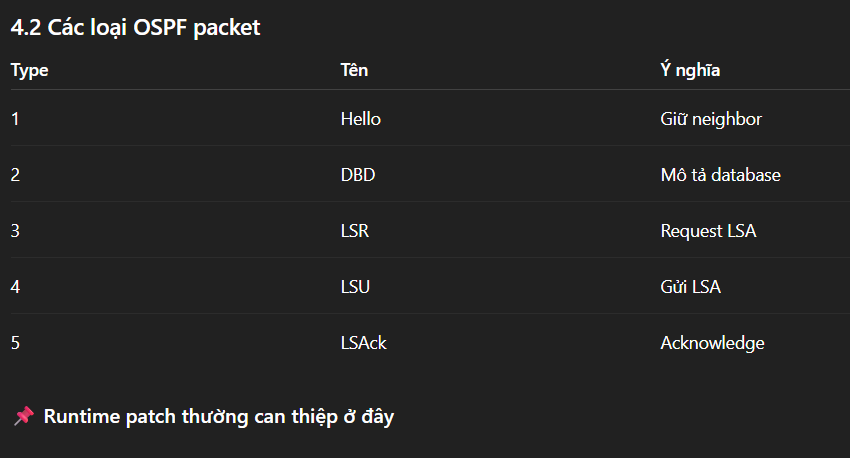 4.2 Các loại OSPF packet
Type Tên Ý nghĩa
1 Hello Giữ neighbor
2 DBD Mô tả database
3 LSR Request LSA
4 LSU Gửi LSA
5 LSAck Acknowledge
📌 Runtime patch thường can thiệp ở đây